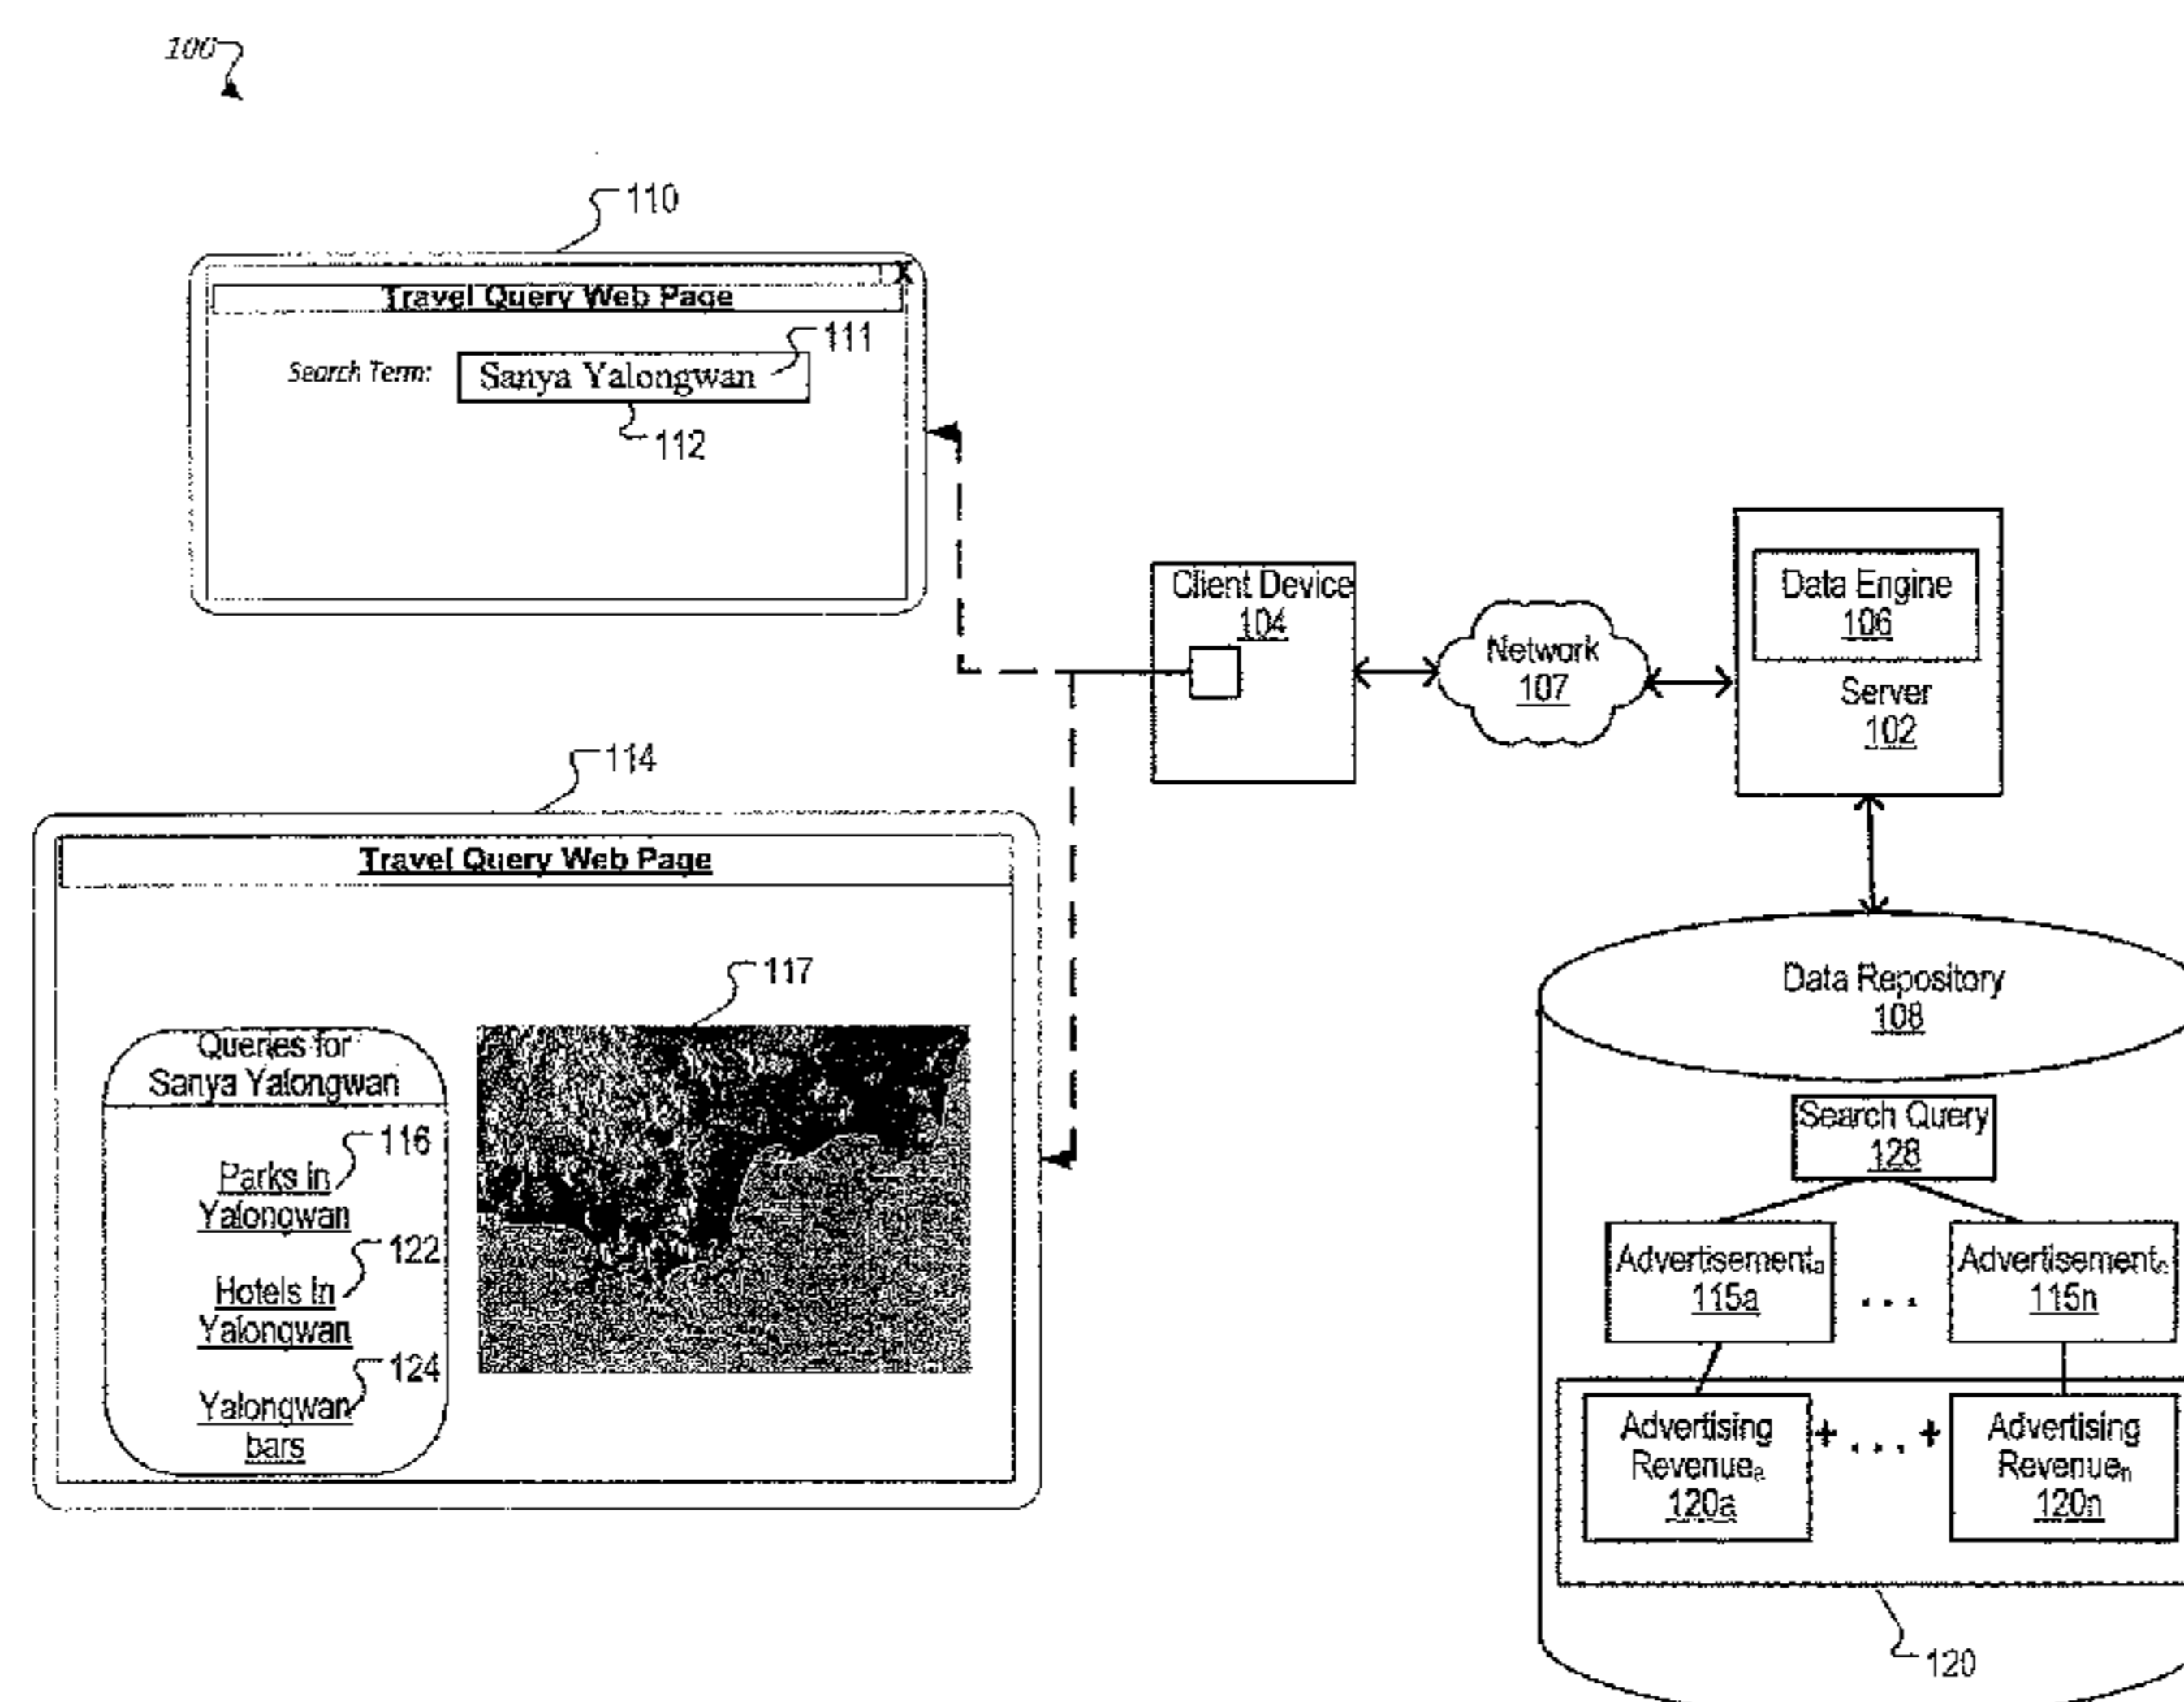 100
110
Travel Query Web Page
111
Search Term:
Sanya Yalongwan
112
Client Device
104
Network
107
Data Engine
106
Server
102
114
Travel Query Web Page
117
Queries for
Sanya Yalongwan
116
Parks in
Yalongwan
122
Hotels in
Yalongwan
124
Yalongwan
bars
Data Repository
108
Search Query
128
Advertisementa
115a
. . .
Advertisement
115n
Advertising
Revenuea
120a
+ . . . +
Advertising
Revenuen
120n
120